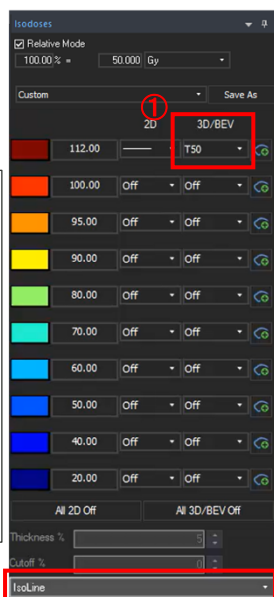 Isodoses
Relative Mode
100.00 % = 50.000 Gy
Custom Save As
①
2D 3D/BEV
112.00 T50
100.00 Off Off
95.00 Off Off
90.00 Off Off
80.00 Off Off
70.00 Off Off
60.00 Off Off
50.00 Off Off
40.00 Off Off
20.00 Off Off
All 2D Off All 3D/BEV Off
Thickness % 5
Cutoff % 0
IsoLine